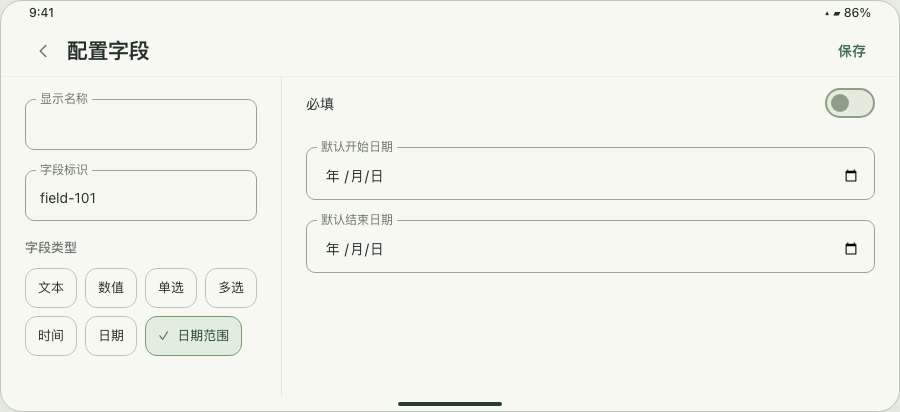 9:41
86%
配置字段
保存
显示名称
字段标识
field-101
字段类型
文本
数值
单选
多选
时间
日期
日期范围
必填
默认开始日期
年 /月/日
默认结束日期
年 /月/日